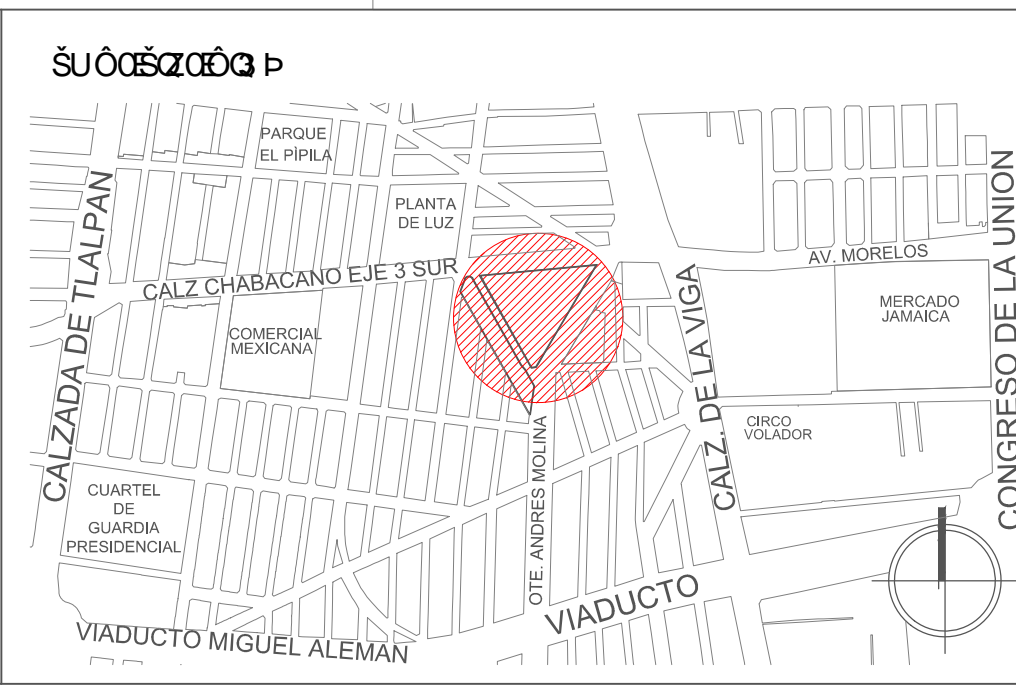 PARQUE
EL PÌPILA
PLANTA
DE LUZ
CALZADA DE TLALPAN
CALZ CHABACANO EJE 3 SUR
AV. MORELOS
CONGRESO DE LA UNION
COMERCIAL
MEXICANA
CALZ. DE LA VIGA
MERCADO
JAMAICA
CIRCO
VOLADOR
OTE. ANDRES MOLINA
CUARTEL
DE
GUARDIA
PRESIDENCIAL
VIADUCTO
VIADUCTO MIGUEL ALEMAN